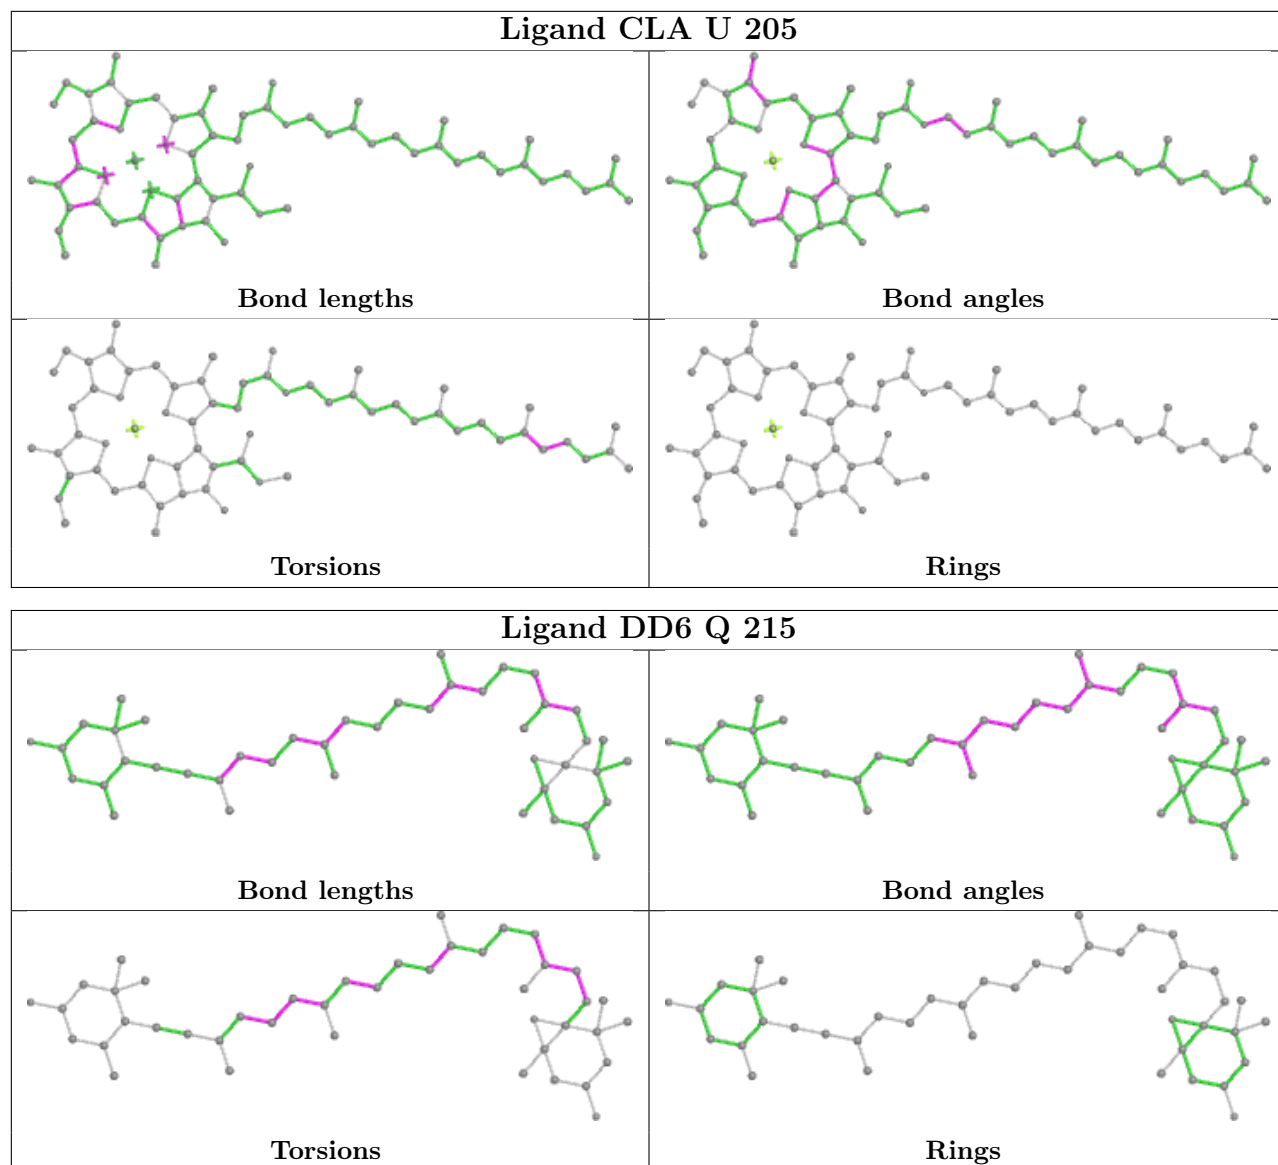 Ligand CLA U 205
Bond lengths
Bond angles
Torsions
Rings
Ligand DD6 Q 215
Bond lengths
Bond angles
Torsions
Rings